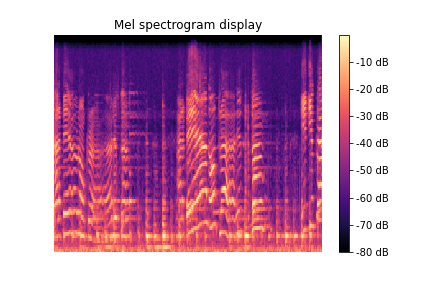 Mel spectrogram display
-10 dB
-20 dB
-30 dB
-40 dB
-50 dB
-60 dB
-70 dB
-80 dB